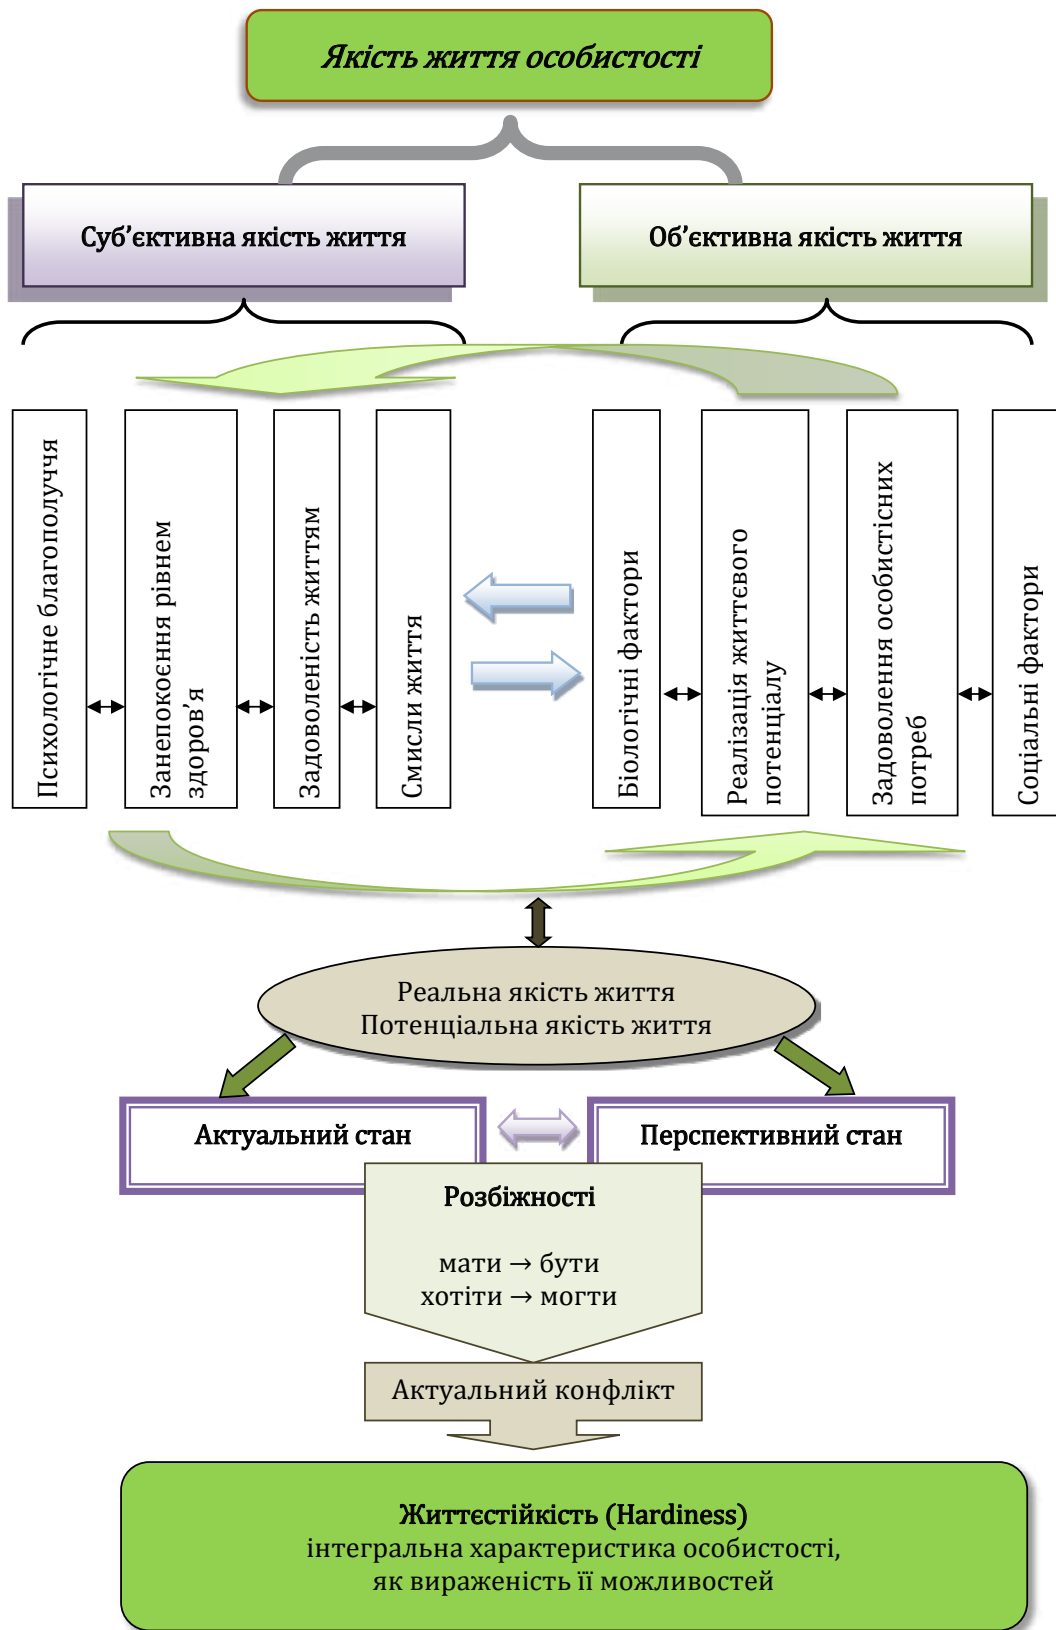 Якість життя особистості
Суб’єктивна якість життя
Об’єктивна якість життя
Психологічне благополуччя
Занепокоєння рівнем
здоров’я
Задоволеність життям
Смисли життя
Біологічні фактори
Реалізація життєвого
потенціалу
Задоволення особистісних
потреб
Соціальні фактори
Реальна якість життя
Потенціальна якість життя
Актуальний стан
Перспективний стан
Розбіжності
мати → бути
хотіти → могти
Актуальний конфлікт
Життєстійкість (Hardiness)
інтегральна характеристика особистості,
як вираженість її можливостей